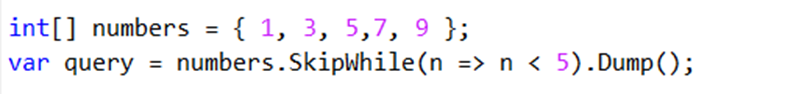 int[] numbers = { 1, 3, 5,7, 9 };
var query = numbers.SkipWhile(n => n < 5).Dump();